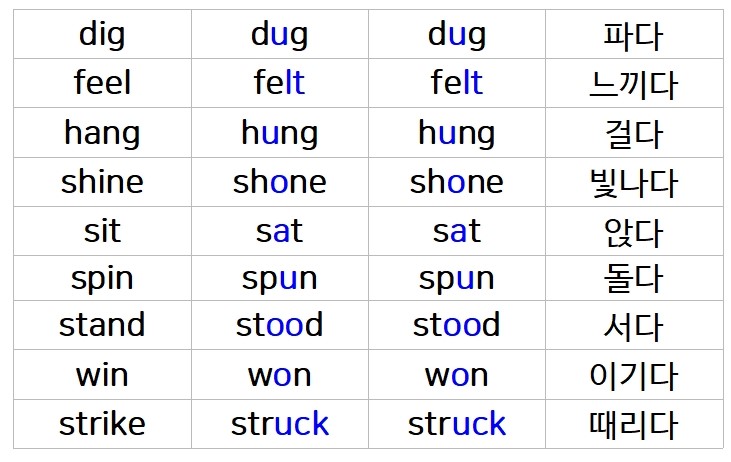 dig dug dug 파다
feel felt felt 느끼다
hang hung hung 걸다
shine shone shone 빛나다
sit sat sat 앉다
spin spun spun 돌다
stand stood stood 서다
win won won 이기다
strike struck struck 때리다